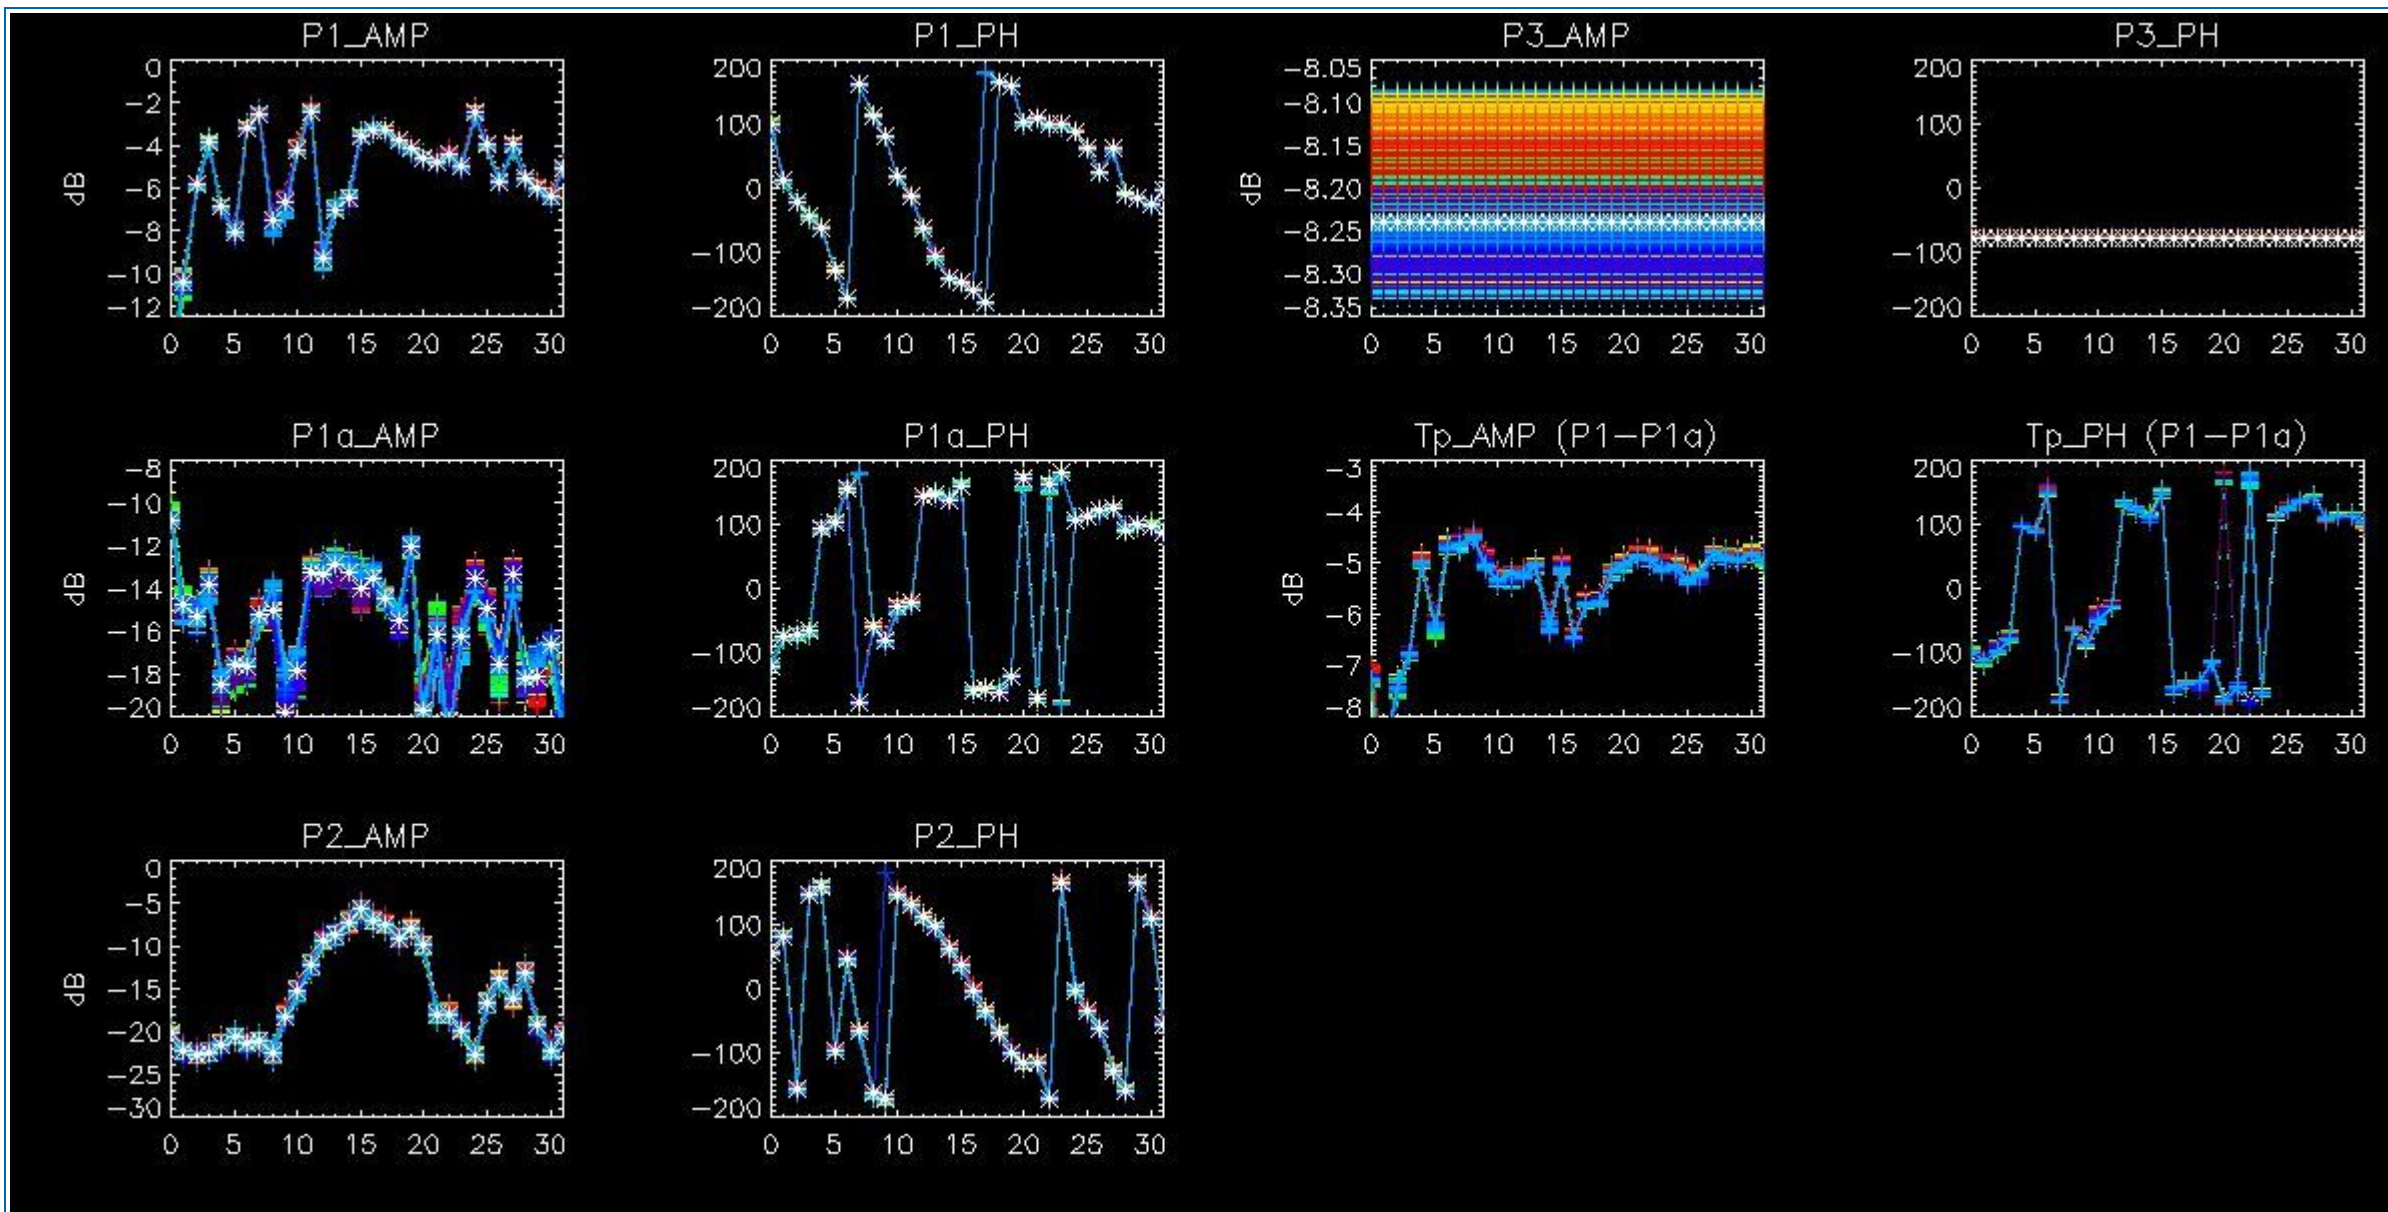 P1_AMP
dB
0
−2
−4
−6
−8
−10
−12
0 5 10 15 20 25 30
P1_PH
200
100
0
−100
−200
0 5 10 15 20 25 30
P3_AMP
dB
−8.05
−8.10
−8.15
−8.20
−8.25
−8.30
−8.35
0 5 10 15 20 25 30
P3_PH
200
100
0
−100
−200
0 5 10 15 20 25 30
P1a_AMP
dB
−8
−10
−12
−14
−16
−18
−20
0 5 10 15 20 25 30
P1a_PH
200
100
0
−100
−200
0 5 10 15 20 25 30
Tp_AMP (P1−P1a)
dB
−3
−4
−5
−6
−7
−8
0 5 10 15 20 25 30
Tp_PH (P1−P1a)
200
100
0
−100
−200
0 5 10 15 20 25 30
P2_AMP
dB
0
−5
−10
−15
−20
−25
−30
0 5 10 15 20 25 30
P2_PH
200
100
0
−100
−200
0 5 10 15 20 25 30